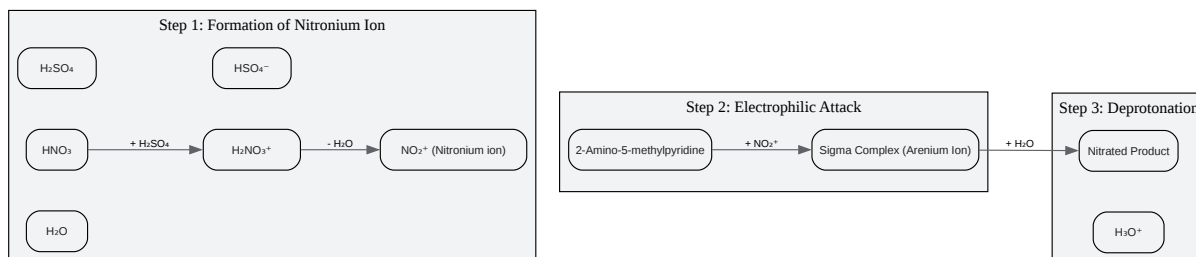 Step 1: Formation of Nitronium Ion
H₂SO₄
HSO₄⁻
HNO₃
+ H₂SO₄
H₂NO₃⁺
- H₂O
NO₂⁺ (Nitronium ion)
H₂O
Step 2: Electrophilic Attack
2-Amino-5-methylpyridine
+ NO₂⁺
Sigma Complex (Arenium Ion)
+ H₂O
Step 3: Deprotonation
Nitrated Product
H₃O⁺